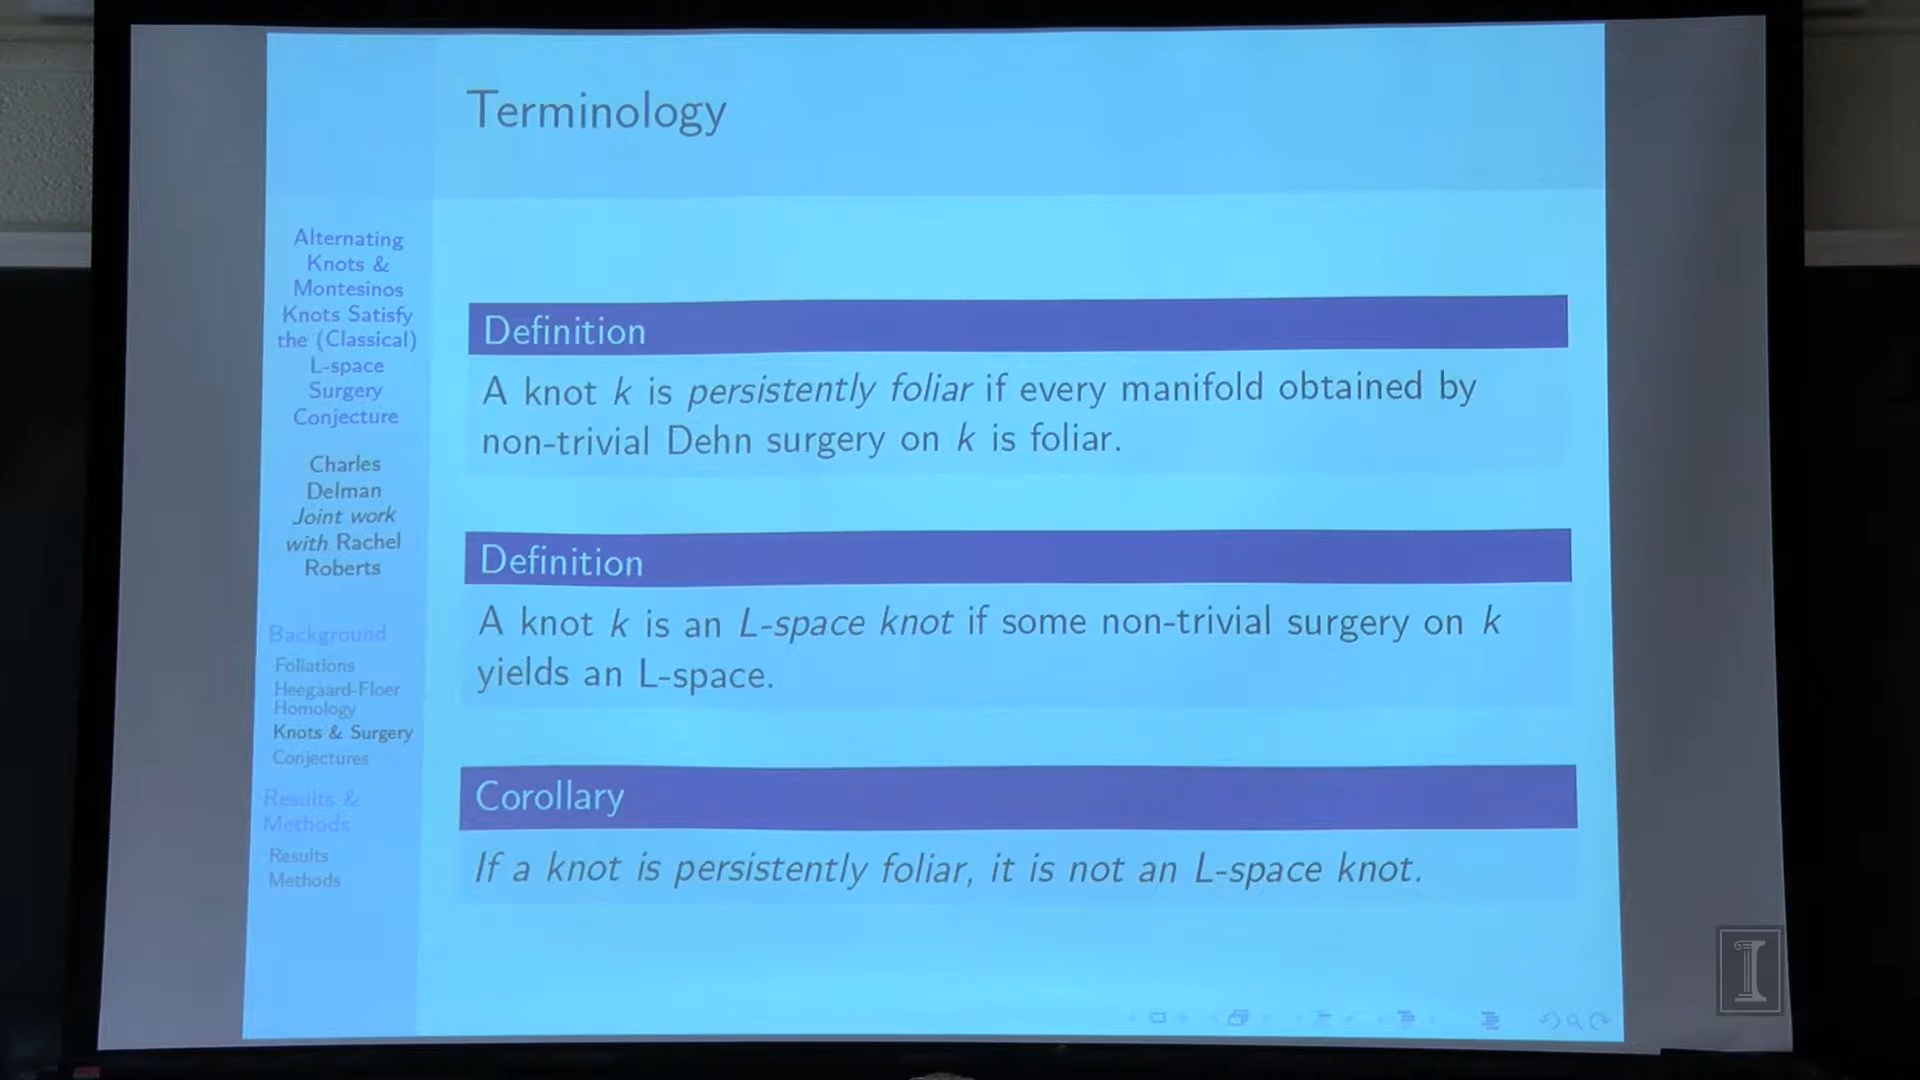 Terminology
Alternating
Knots &
Montesinos
Knots Satisfy
the (Classical)
L-space
Surgery
Conjecture
Charles
Delman
Joint work
with Rachel
Roberts
Background
Foliations
Heegaard-Floer
Homology
Knots & Surgery
Conjectures
Results &
Methods
Results
Methods
Definition
A knot k is persistently foliar if every manifold obtained by
non-trivial Dehn surgery on k is foliar.
Definition
A knot k is an L-space knot if some non-trivial surgery on k
yields an L-space.
Corollary
If a knot is persistently foliar, it is not an L-space knot.
I